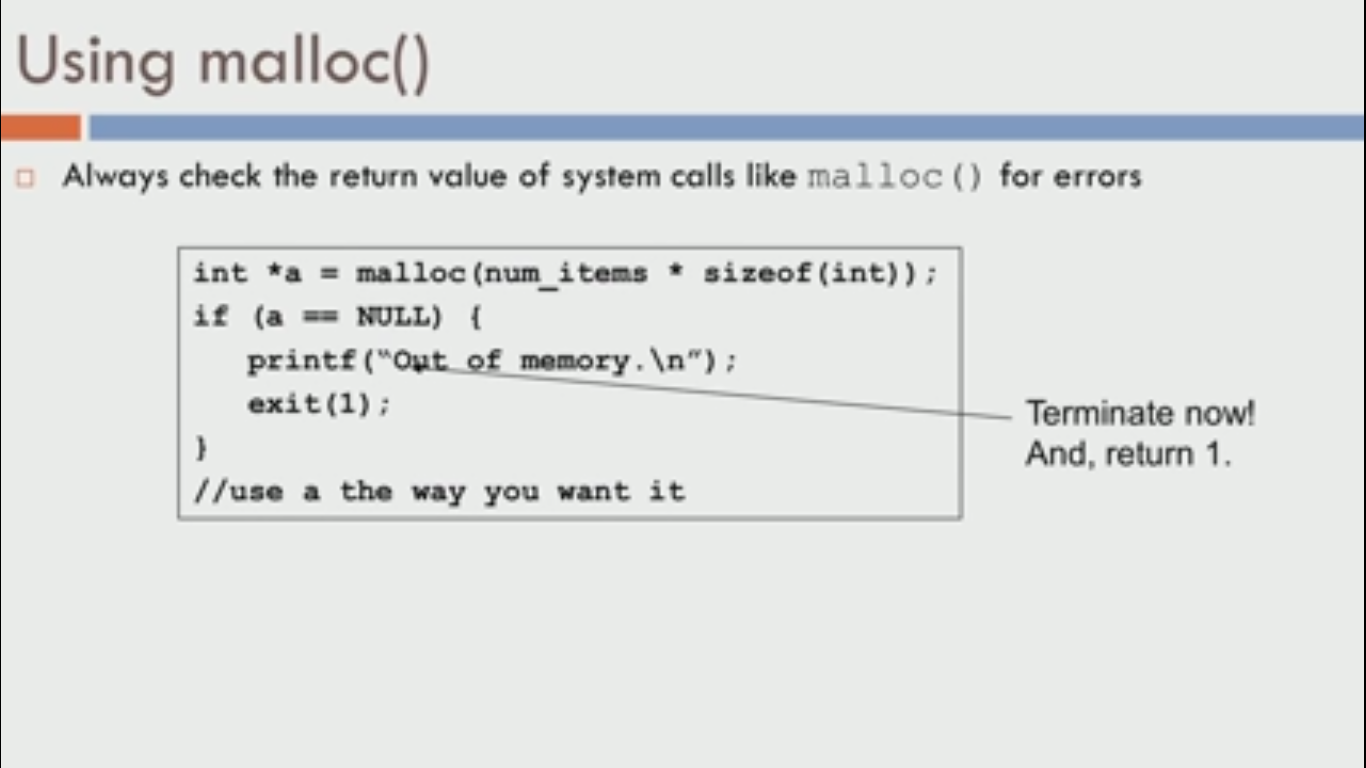 Using malloc()
Always check the return value of system calls like malloc() for errors
int *a = malloc(num_items * sizeof(int));
if (a == NULL) {
printf(“Out of memory.\n”);
exit(1);
}
//use a the way you want it
Terminate now!
And, return 1.